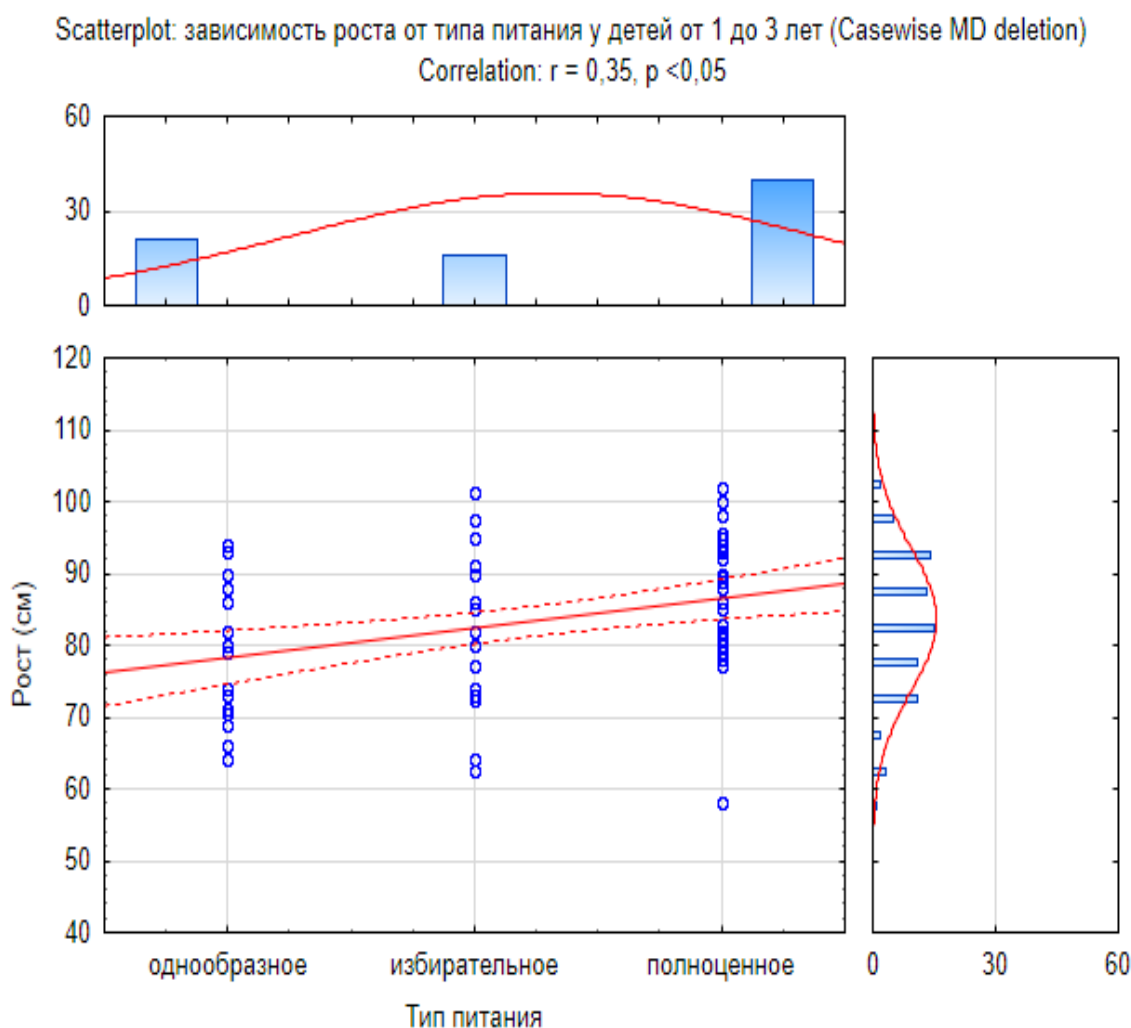 Scatterplot: зависимость роста от типа питания у детей от 1 до 3 лет (Casewise MD deletion)
Correlation: r = 0,35, p <0,05
60
30
0
120
110
100
90
80
70
60
50
40
Рост (см)
однообразное избирательное полноценное
0 30 60
Тип питания